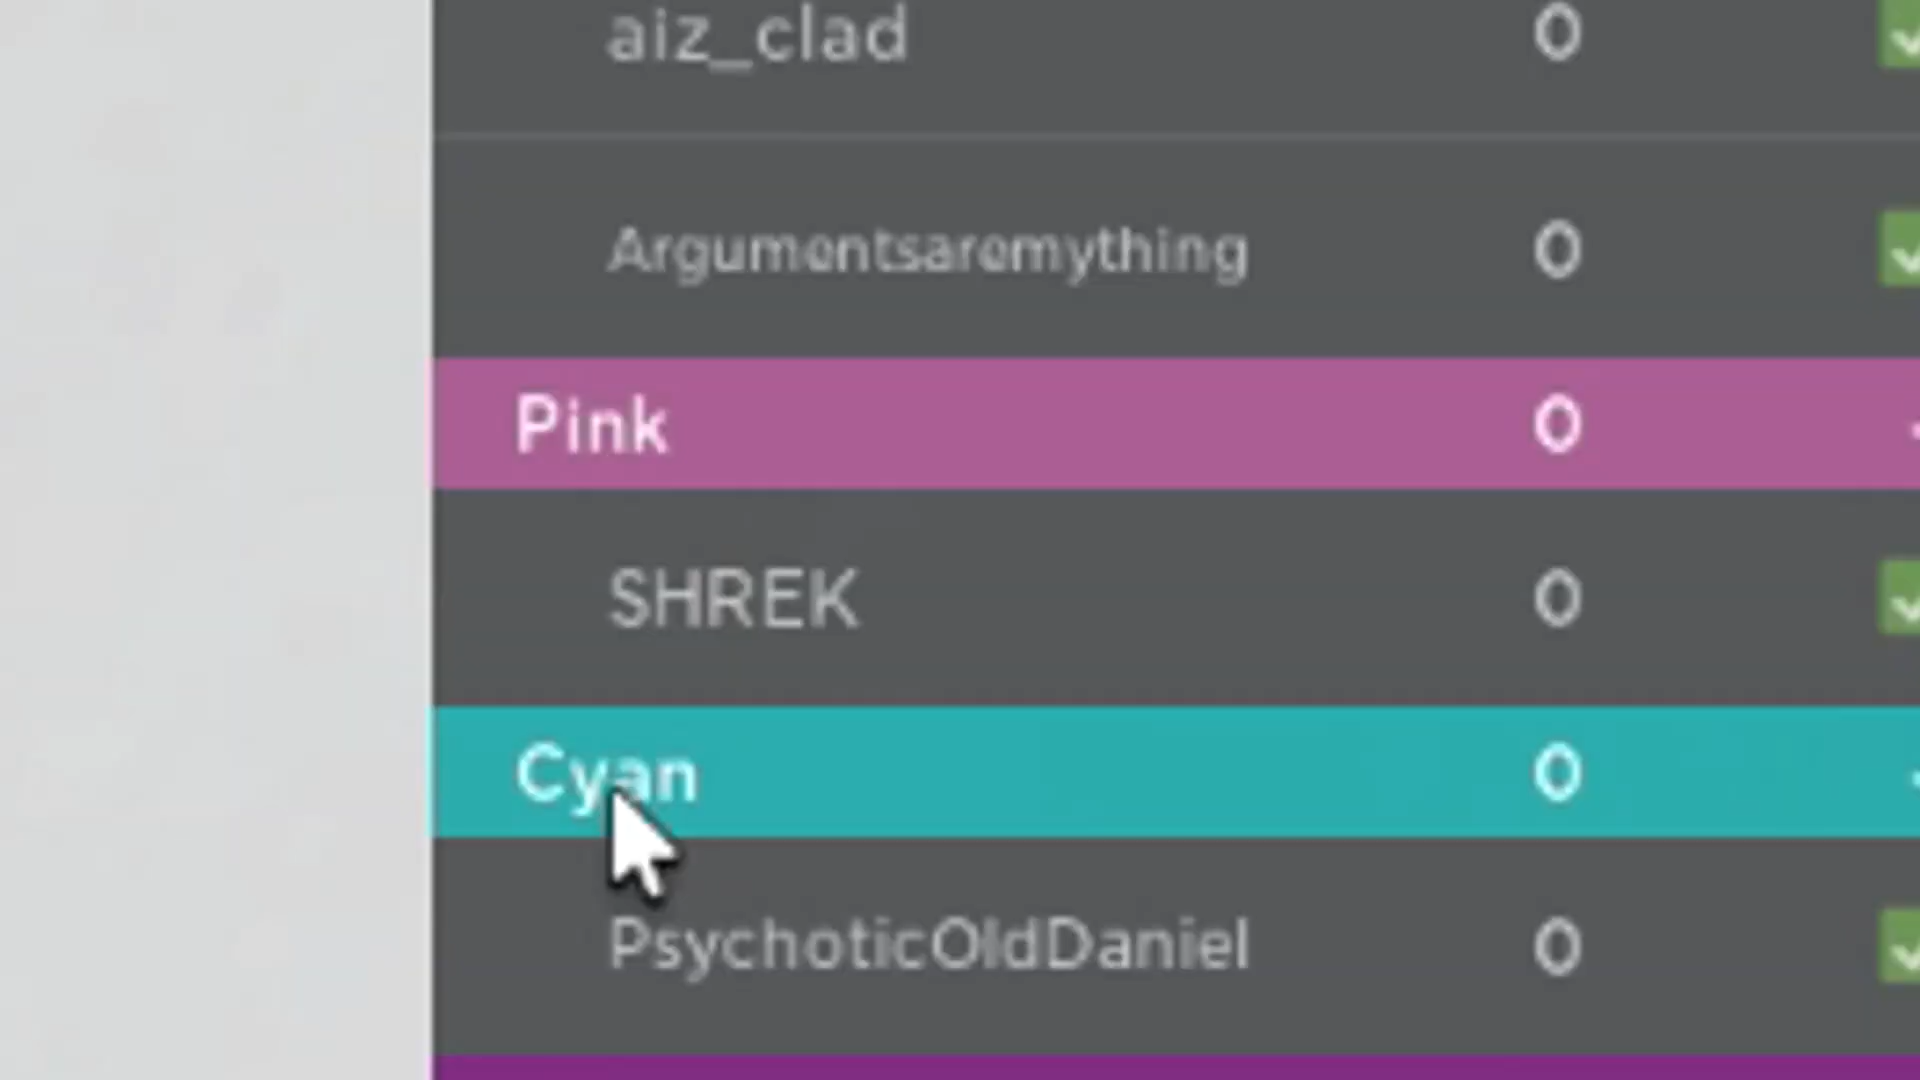 aiz_clad 0
Argumentsaremything 0
Pink 0
SHREK 0
Cyan 0
PsychoticOldDaniel 0